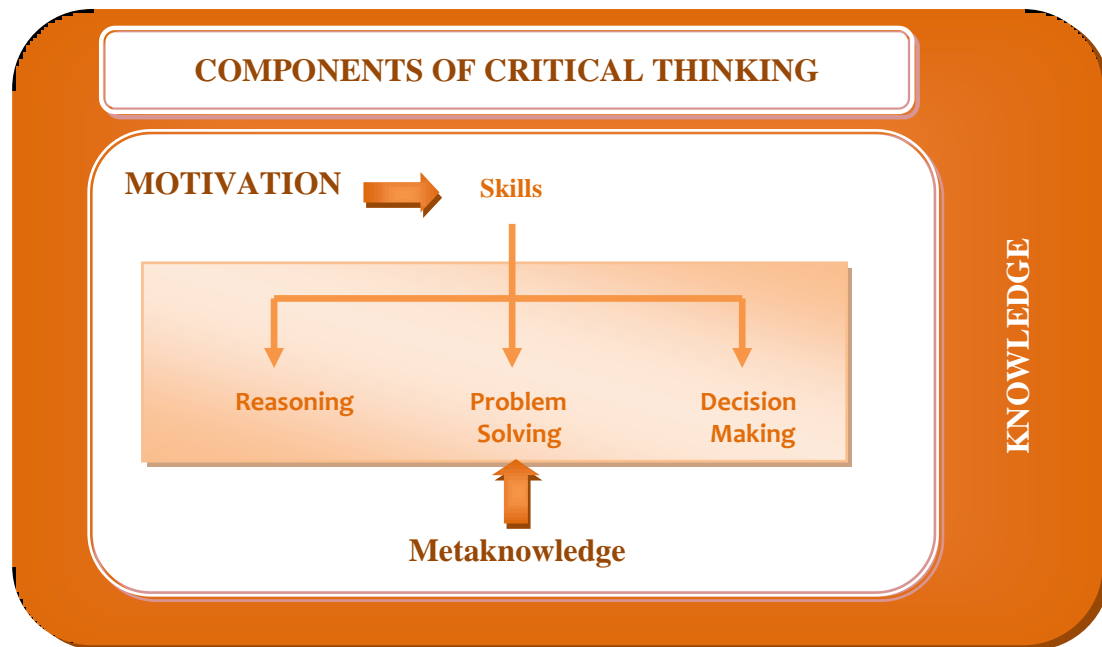 COMPONENTS OF CRITICAL THINKING
MOTIVATION
Skills
Reasoning
Problem
Solving
Decision
Making
Metaknowledge
KNOWLEDGE